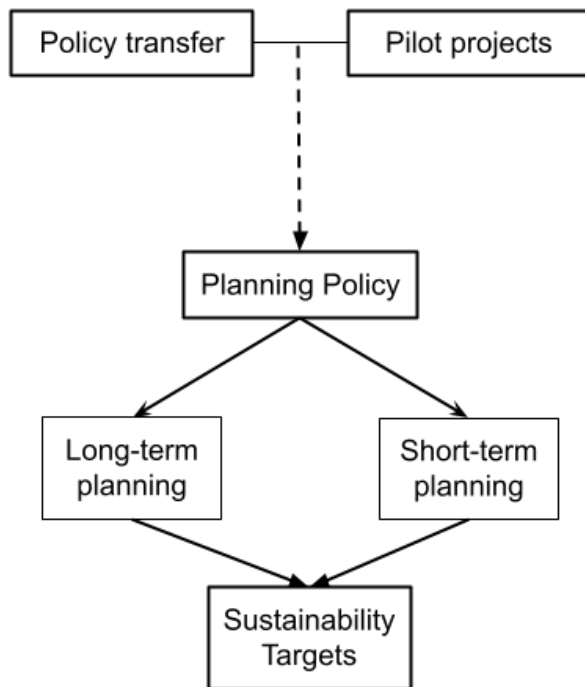 Policy transfer
Pilot projects
Planning Policy
Long-term
planning
Short-term
planning
Sustainability
Targets